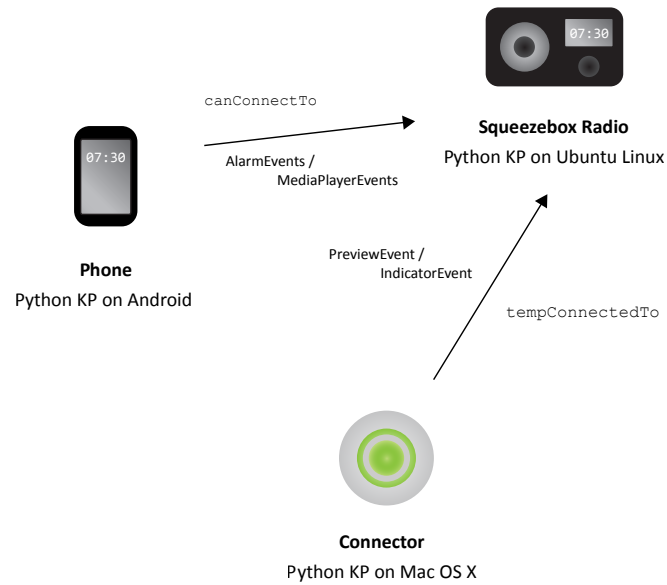 07:30
canConnectTo
Squeezebox Radio
Python KP on Ubuntu Linux
07:30
AlarmEvents /
MediaPlayerEvents
Phone
Python KP on Android
PreviewEvent /
IndicatorEvent
tempConnectedTo
Connector
Python KP on Mac OS X